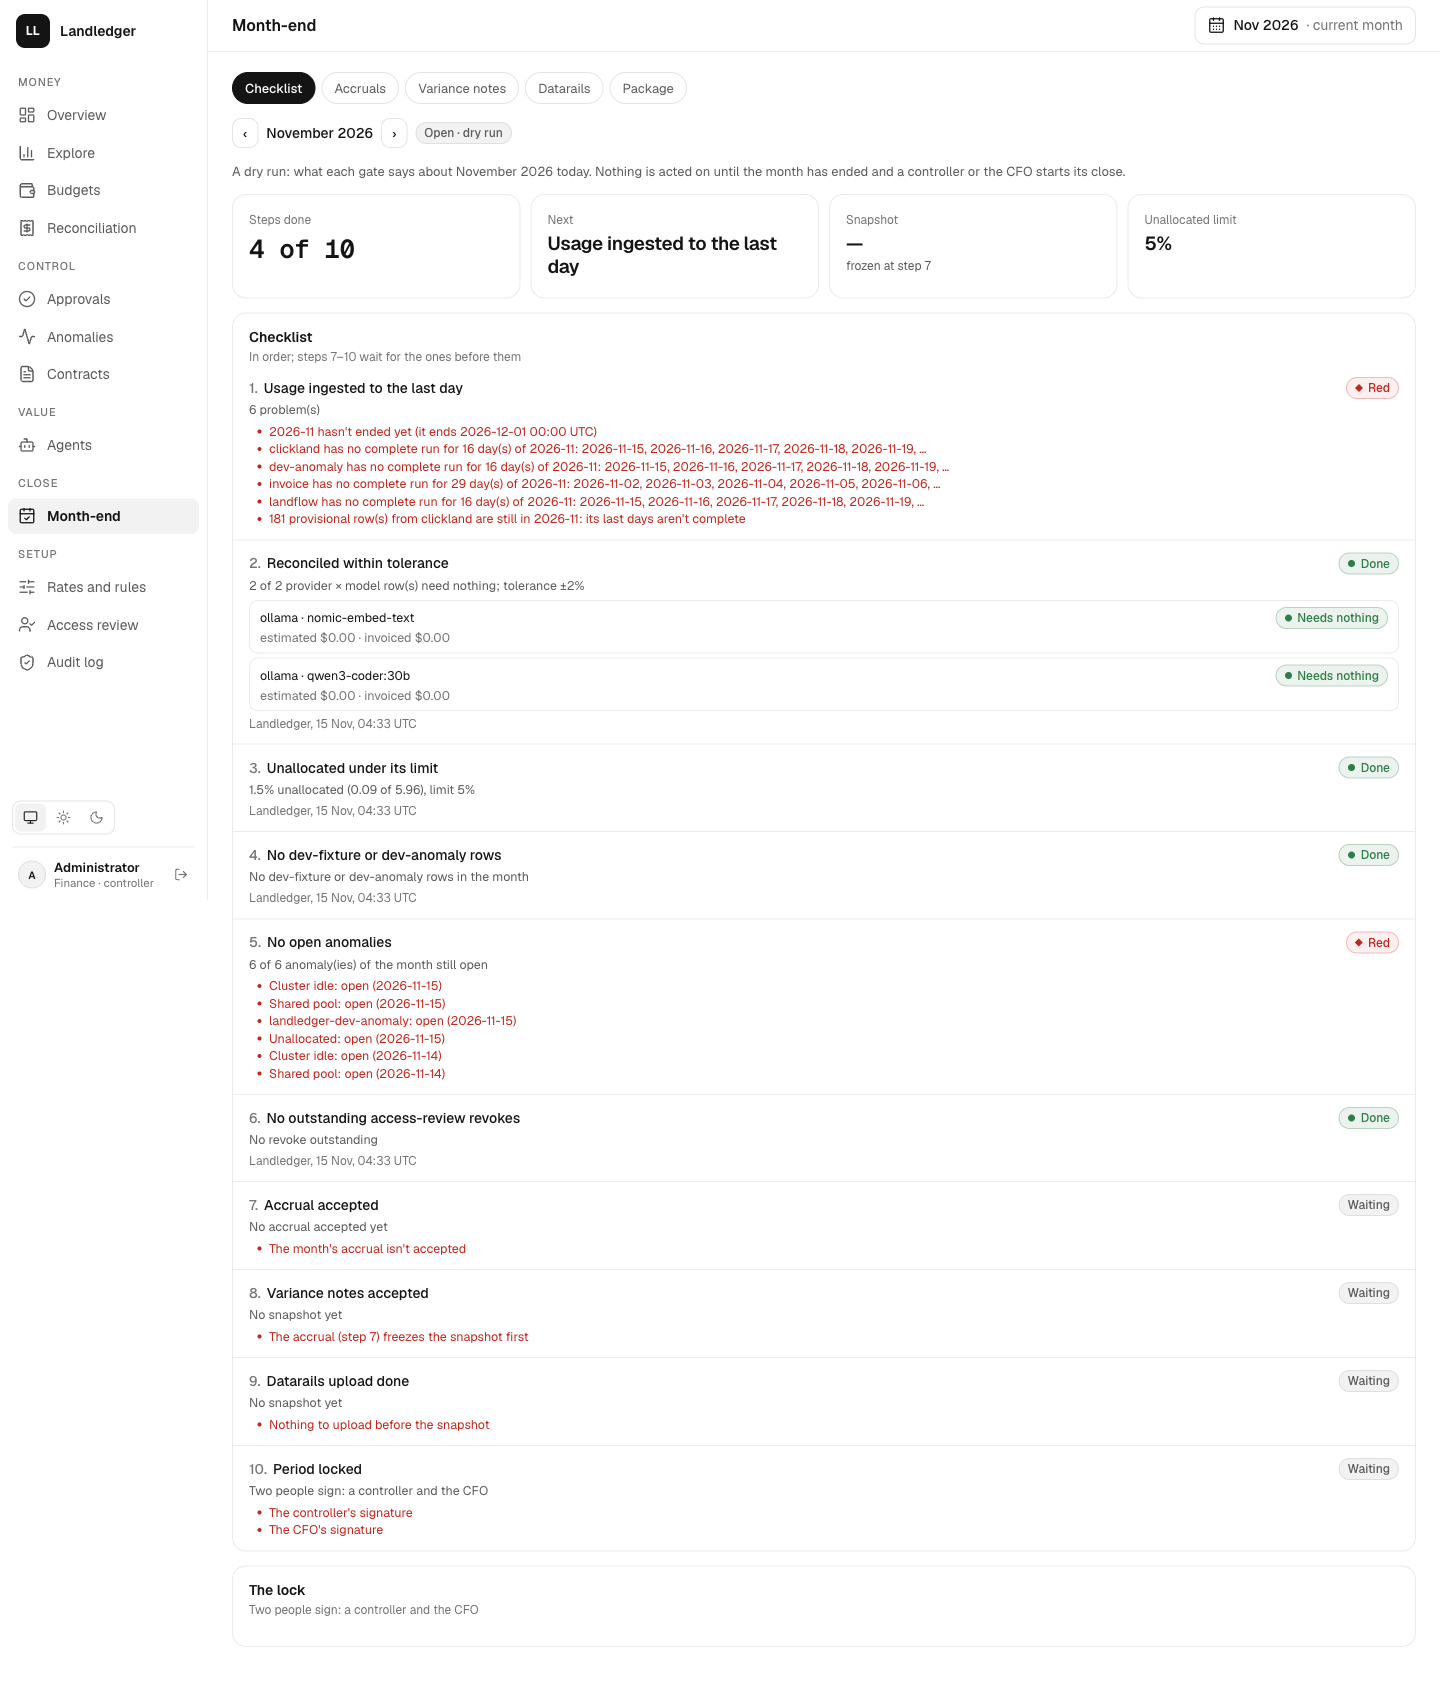 LL Landledger
MONEY
Overview
Explore
Budgets
Reconciliation
CONTROL
Approvals
Anomalies
Contracts
VALUE
Agents
CLOSE
Month-end
SETUP
Rates and rules
Access review
Audit log
A Administrator
Finance · controller
Month-end
Nov 2026 · current month
Checklist Accruals Variance notes Datarails Package
‹ November 2026 › Open · dry run
A dry run: what each gate says about November 2026 today. Nothing is acted on until the month has ended and a controller or the CFO starts its close.
Steps done
4 of 10
Next
Usage ingested to the last
day
Snapshot
—
frozen at step 7
Unallocated limit
5%
Checklist
In order; steps 7–10 wait for the ones before them
1. Usage ingested to the last day Red
6 problem(s)
• 2026-11 hasn't ended yet (it ends 2026-12-01 00:00 UTC)
• clickland has no complete run for 16 day(s) of 2026-11: 2026-11-15, 2026-11-16, 2026-11-17, 2026-11-18, 2026-11-19, …
• dev-anomaly has no complete run for 16 day(s) of 2026-11: 2026-11-15, 2026-11-16, 2026-11-17, 2026-11-18, 2026-11-19, …
• invoice has no complete run for 29 day(s) of 2026-11: 2026-11-02, 2026-11-03, 2026-11-04, 2026-11-05, 2026-11-06, …
• landflow has no complete run for 16 day(s) of 2026-11: 2026-11-15, 2026-11-16, 2026-11-17, 2026-11-18, 2026-11-19, …
• 181 provisional row(s) from clickland are still in 2026-11: its last days aren't complete
2. Reconciled within tolerance Done
2 of 2 provider × model row(s) need nothing; tolerance ±2%
ollama · nomic-embed-text Needs nothing
estimated $0.00 · invoiced $0.00
ollama · qwen3-coder:30b Needs nothing
estimated $0.00 · invoiced $0.00
Landledger, 15 Nov, 04:33 UTC
3. Unallocated under its limit Done
1.5% unallocated (0.09 of 5.96), limit 5%
Landledger, 15 Nov, 04:33 UTC
4. No dev-fixture or dev-anomaly rows Done
No dev-fixture or dev-anomaly rows in the month
Landledger, 15 Nov, 04:33 UTC
5. No open anomalies Red
6 of 6 anomaly(ies) of the month still open
• Cluster idle: open (2026-11-15)
• Shared pool: open (2026-11-15)
• landledger-dev-anomaly: open (2026-11-15)
• Unallocated: open (2026-11-15)
• Cluster idle: open (2026-11-14)
• Shared pool: open (2026-11-14)
6. No outstanding access-review revokes Done
No revoke outstanding
Landledger, 15 Nov, 04:33 UTC
7. Accrual accepted Waiting
No accrual accepted yet
• The month's accrual isn't accepted
8. Variance notes accepted Waiting
No snapshot yet
• The accrual (step 7) freezes the snapshot first
9. Datarails upload done Waiting
No snapshot yet
• Nothing to upload before the snapshot
10. Period locked Waiting
Two people sign: a controller and the CFO
• The controller's signature
• The CFO's signature
The lock
Two people sign: a controller and the CFO